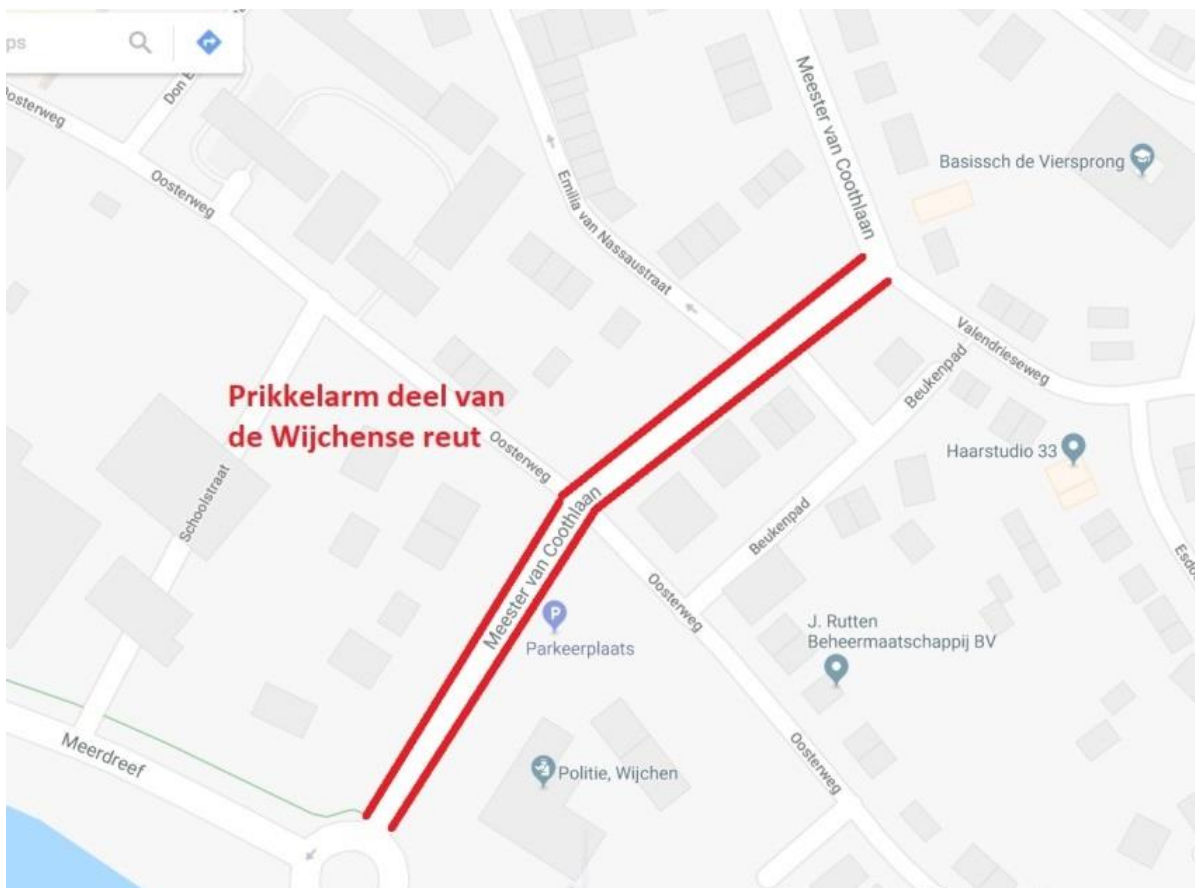 ps
Oosterweg
Don B
Oosterweg
Emilia van Nassaustraat
Meester van Coothlaan
Basissch de Viersprong
Valendrieseweg
Beukenpad
Prikkelarm deel van
de Wijchense reut
Oosterweg
Haarstudio 33
Schoolstraat
Meester van Coothlaan
Beukenpad
Esdo
P
Parkeerplaats
Oosterweg
J. Rutten
Beheermaatschappij BV
Meerdreef
Politie, Wijchen
Oosterweg